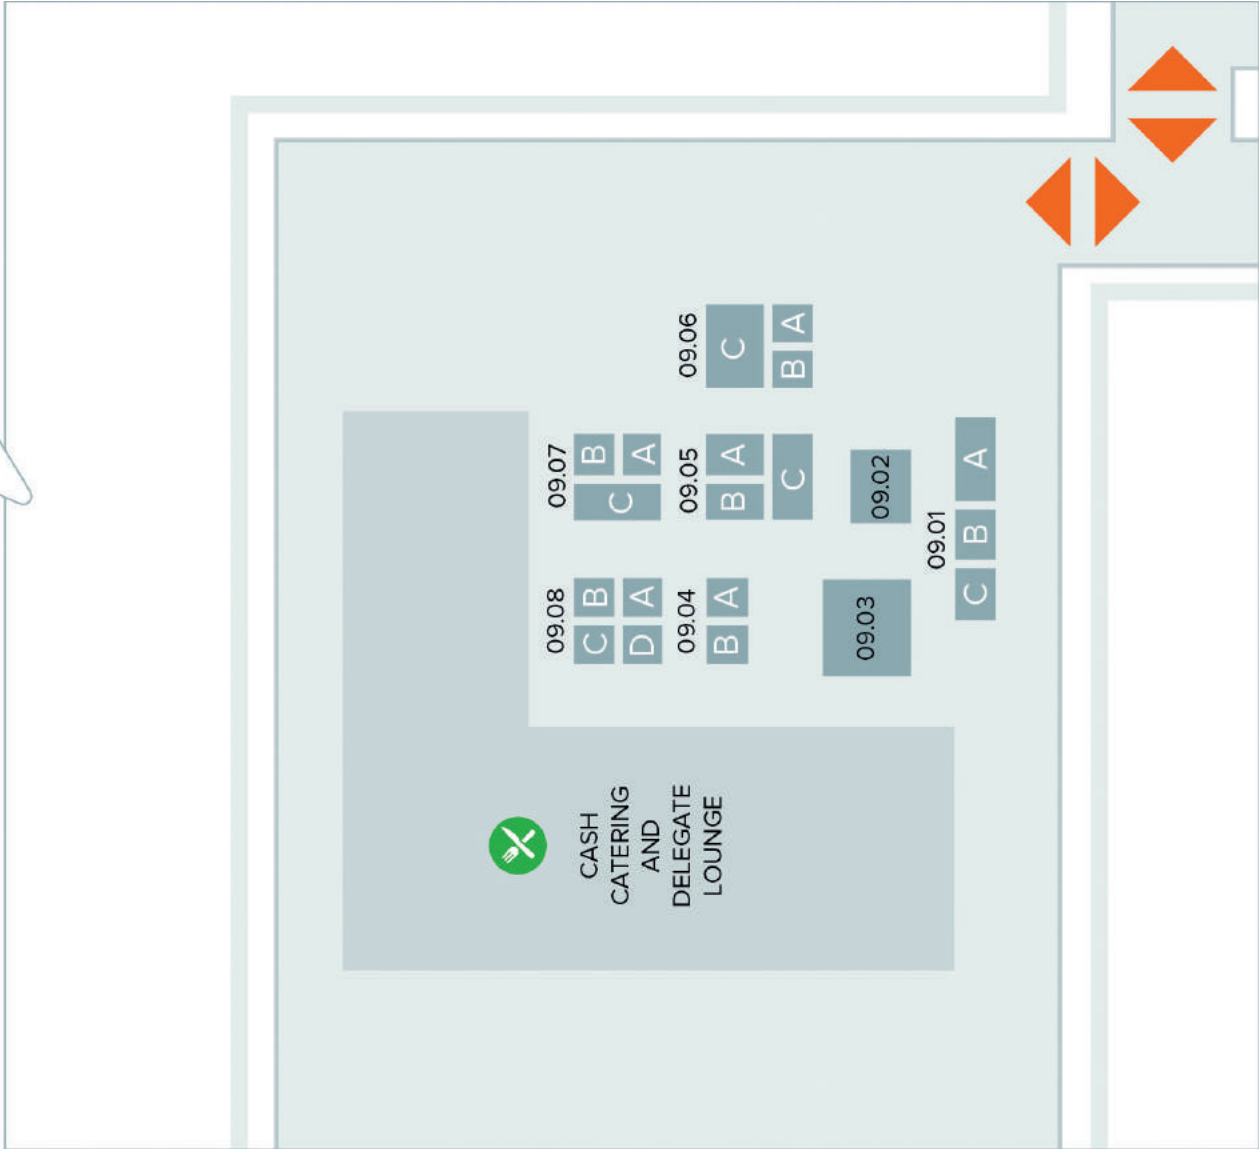 CASH
CATERING
AND
DELEGATE
LOUNGE
09.08
C B
D A
09.07
B
C
A
09.04
B A
09.05
B A
C
09.06
C
B A
09.03
09.02
09.01
C B A